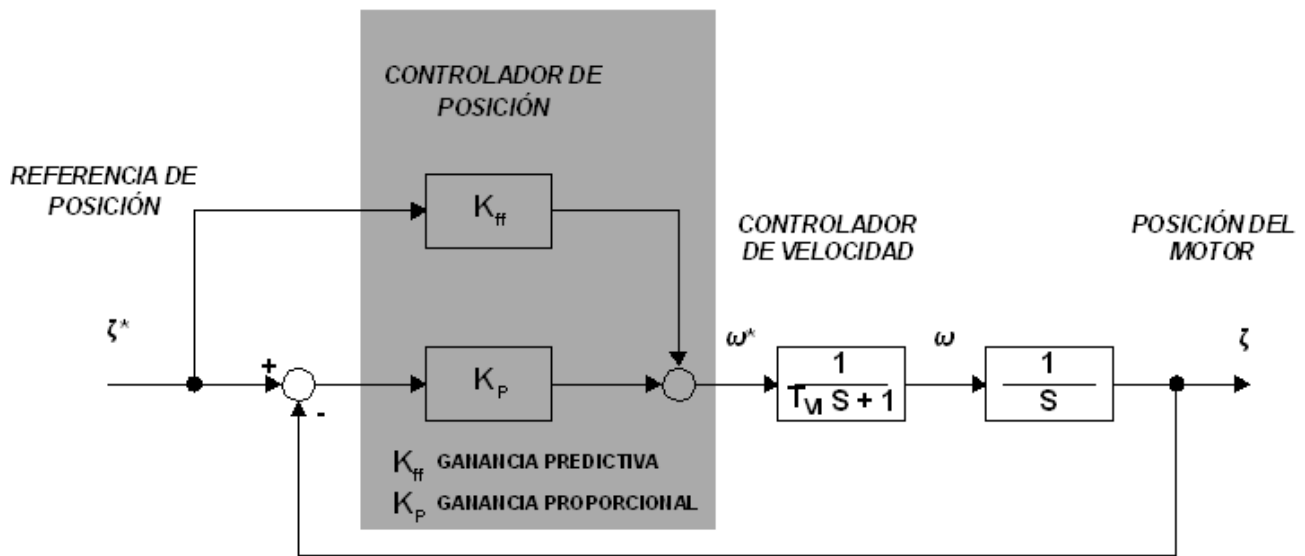 CONTROLADOR DE
POSICIÓN
REFERENCIA DE
POSICIÓN
K_ff
CONTROLADOR
DE VELOCIDAD
POSICIÓN DEL
MOTOR
ζ*
+
-
K_P
ω*
1
T_VI S + 1
ω
1
S
ζ
K_ff GANANCIA PREDICTIVA
K_P GANANCIA PROPORCIONAL